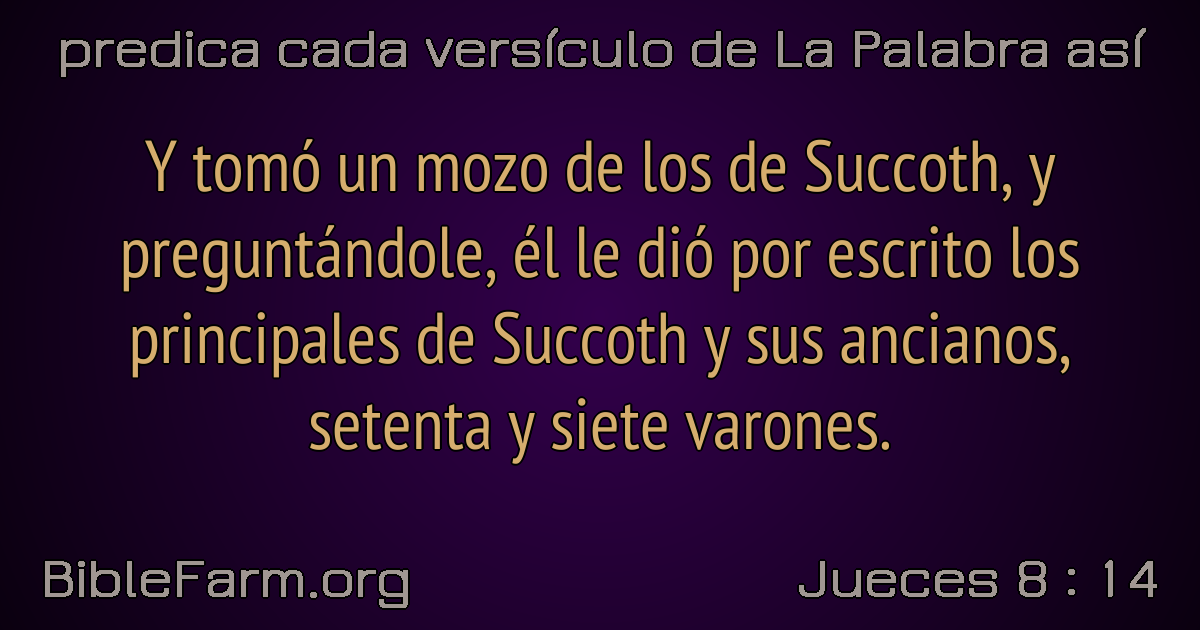 predica cada versículo de La Palabra así
Y tomó un mozo de los de Succoth, y
preguntándole, él le dió por escrito los
principales de Succoth y sus ancianos,
setenta y siete varones.
BibleFarm.org
Jueces 8 : 14